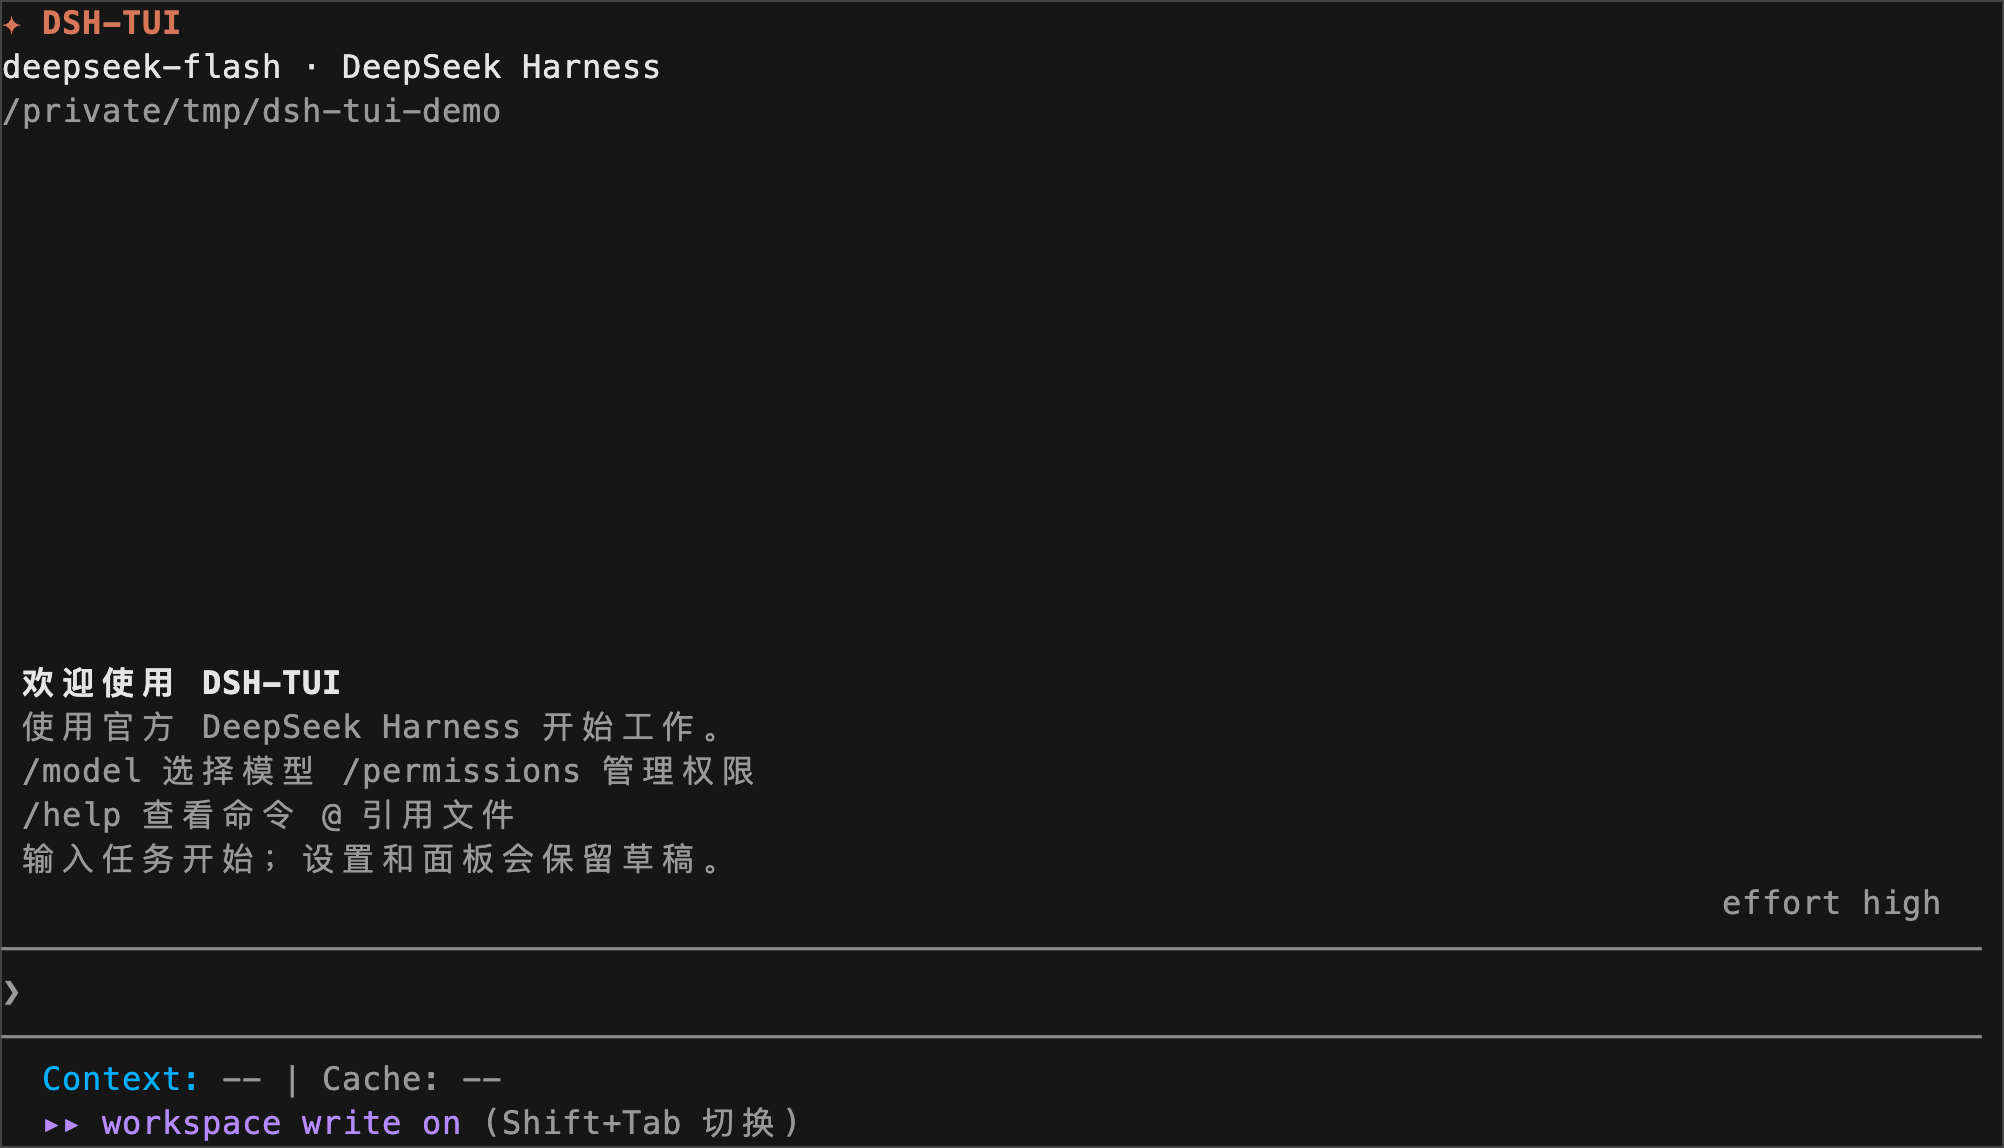 ✦ DSH-TUI
deepseek-flash · DeepSeek Harness
/private/tmp/dsh-tui-demo
欢迎使用 DSH-TUI
使用官方 DeepSeek Harness 开始工作。
/model 选择模型 /permissions 管理权限
/help 查看命令 @ 引用文件
输入任务开始；设置和面板会保留草稿。
effort high
❯
Context: -- | Cache: --
▸▸ workspace write on (Shift+Tab 切换)